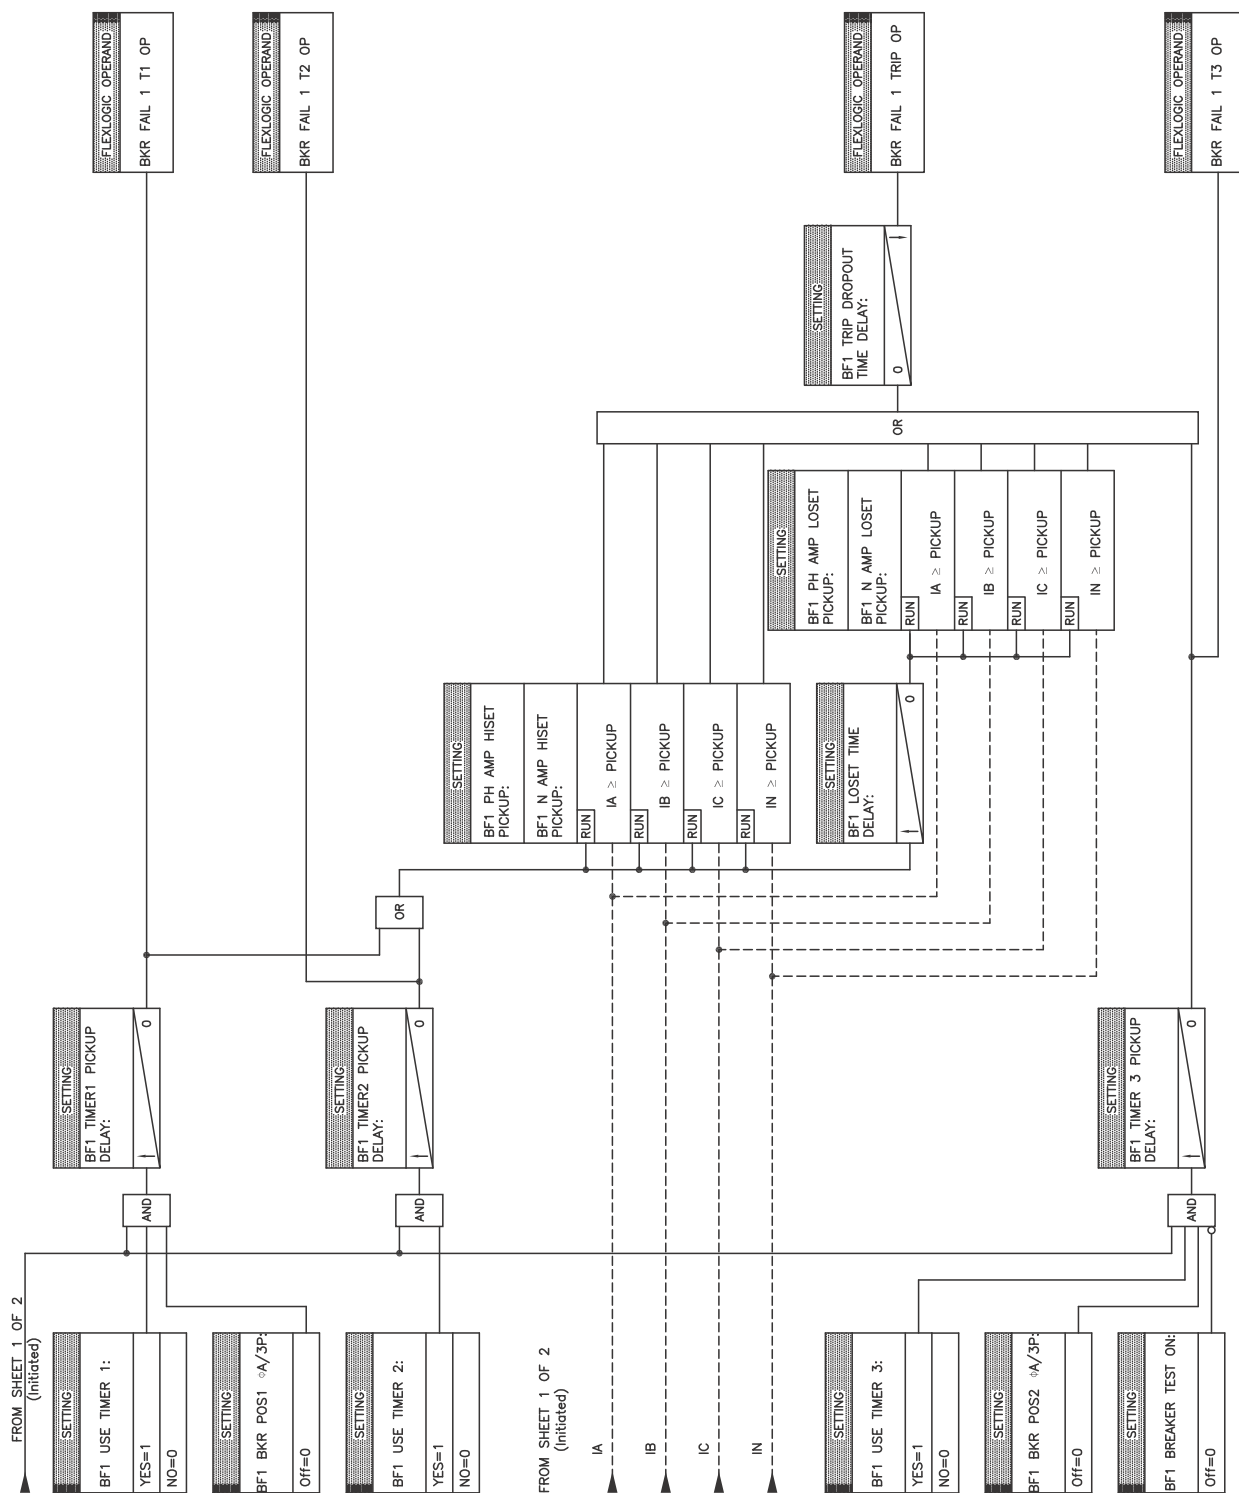 FROM SHEET 1 OF 2
(Initiated)
SETTING
BF1 USE TIMER 1:
YES=1
NO=0
SETTING
BF1 BKR POS1 ΦA/3P:
Off=0
SETTING
BF1 USE TIMER 2:
YES=1
NO=0
FROM SHEET 1 OF 2
(Initiated)
IA
IB
IC
IN
SETTING
BF1 USE TIMER 3:
YES=1
NO=0
SETTING
BF1 BKR POS2 ΦA/3P:
Off=0
SETTING
BF1 BREAKER TEST ON:
Off=0
AND
AND
AND
SETTING
BF1 TIMER1 PICKUP
DELAY:
0
SETTING
BF1 TIMER2 PICKUP
DELAY:
0
SETTING
BF1 TIMER 3 PICKUP
DELAY:
0
OR
SETTING
BF1 PH AMP HISET
PICKUP:
BF1 N AMP HISET
PICKUP:
RUN
IA ≥ PICKUP
RUN
IB ≥ PICKUP
RUN
IC ≥ PICKUP
RUN
IN ≥ PICKUP
SETTING
BF1 LOSET TIME
DELAY:
0
SETTING
BF1 PH AMP LOSET
PICKUP:
BF1 N AMP LOSET
PICKUP:
RUN
IA ≥ PICKUP
RUN
IB ≥ PICKUP
RUN
IC ≥ PICKUP
RUN
IN ≥ PICKUP
OR
SETTING
BF1 TRIP DROPOUT
TIME DELAY:
0
FLEXLOGIC OPERAND
BKR FAIL 1 T1 OP
FLEXLOGIC OPERAND
BKR FAIL 1 T2 OP
FLEXLOGIC OPERAND
BKR FAIL 1 TRIP OP
FLEXLOGIC OPERAND
BKR FAIL 1 T3 OP